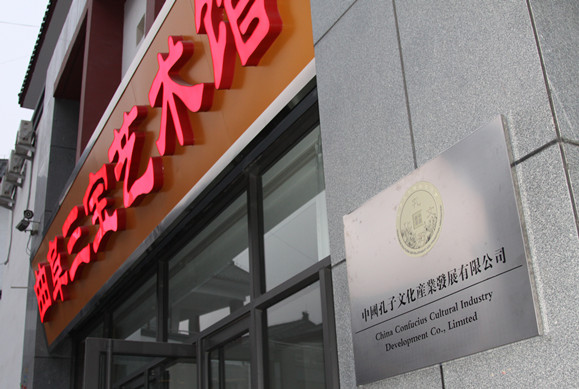 曲阜三宝艺术馆
中國孔子文化産業發展有限公司
China Confucius Cultural Industry
Development Co., Limited